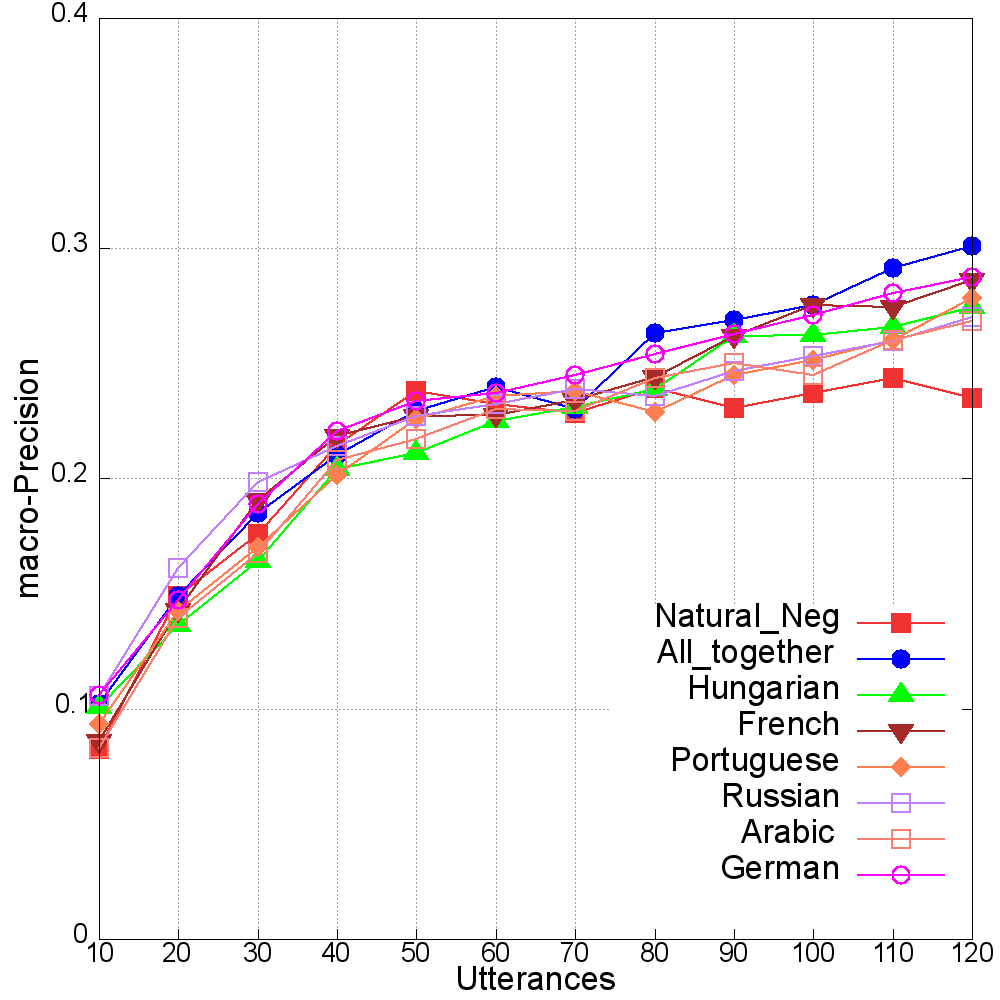 0.4
0.3
0.2
0.1
0
macro-Precision
Natural_Neg
All_together
Hungarian
French
Portuguese
Russian
Arabic
German
10 20 30 40 50 60 70 80 90 100 110 120
Utterances